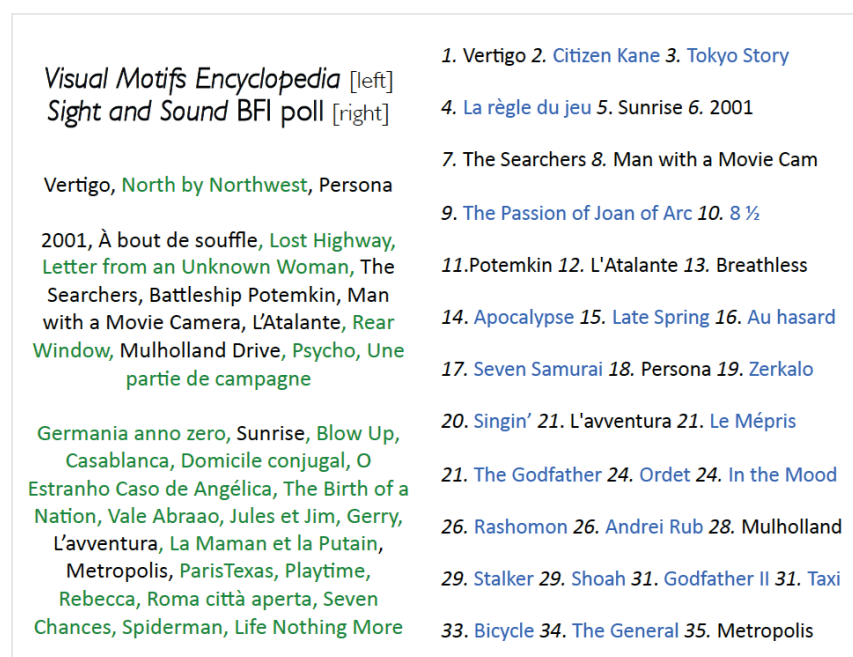 Visual Motifs Encyclopedia [left]
Sight and Sound BFI poll [right]
Vertigo, North by Northwest, Persona
2001, À bout de souffle, Lost Highway,
Letter from an Unknown Woman, The
Searchers, Battleship Potemkin, Man
with a Movie Camera, L’Atalante, Rear
Window, Mulholland Drive, Psycho, Une
partie de campagne
Germania anno zero, Sunrise, Blow Up,
Casablanca, Domicile conjugal, O
Estranho Caso de Angélica, The Birth of a
Nation, Vale Abraao, Jules et Jim, Gerry,
L’avventura, La Maman et la Putain,
Metropolis, ParisTexas, Playtime,
Rebecca, Roma città aperta, Seven
Chances, Spiderman, Life Nothing More
1. Vertigo 2. Citizen Kane 3. Tokyo Story
4. La règle du jeu 5. Sunrise 6. 2001
7. The Searchers 8. Man with a Movie Cam
9. The Passion of Joan of Arc 10. 8 ½
11.Potemkin 12. L'Atalante 13. Breathless
14. Apocalypse 15. Late Spring 16. Au hasard
17. Seven Samurai 18. Persona 19. Zerkalo
20. Singin’ 21. L'avventura 21. Le Mépris
21. The Godfather 24. Ordet 24. In the Mood
26. Rashomon 26. Andrei Rub 28. Mulholland
29. Stalker 29. Shoah 31. Godfather II 31. Taxi
33. Bicycle 34. The General 35. Metropolis